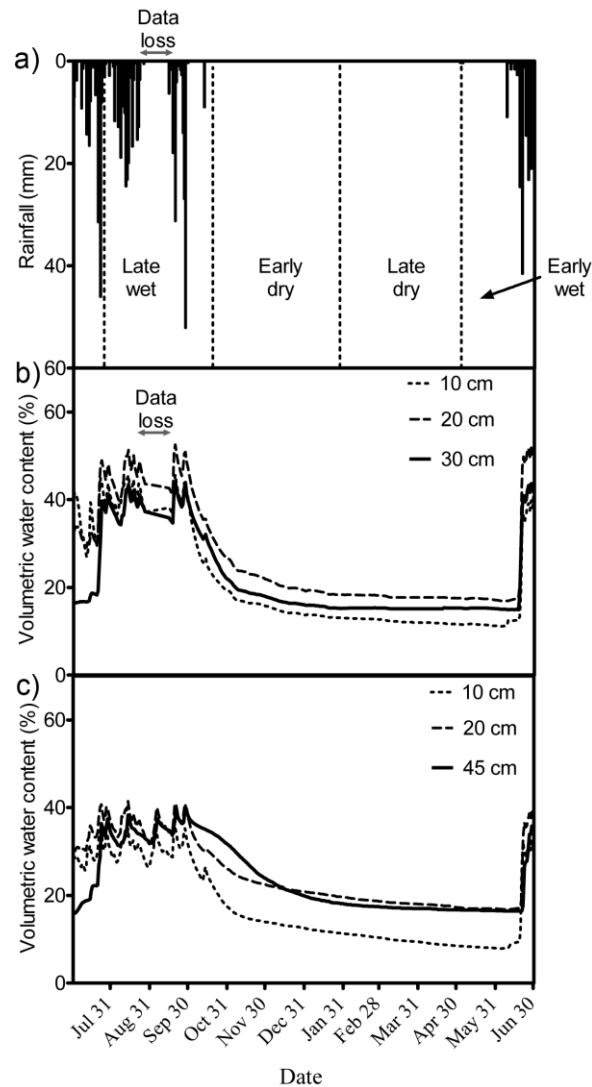 Data
loss
a)
0
20
40
60
Rainfall (mm)
Late
wet
Early
dry
Late
dry
Early
wet
b)
Data
loss
10 cm
20 cm
30 cm
60
40
20
0
Volumetric water content (%)
c)
10 cm
20 cm
45 cm
60
40
20
0
Volumetric water content (%)
Jul 31
Aug 31
Sep 30
Oct 31
Nov 30
Dec 31
Jan 31
Feb 28
Mar 31
Apr 30
May 31
Jun 30
Date